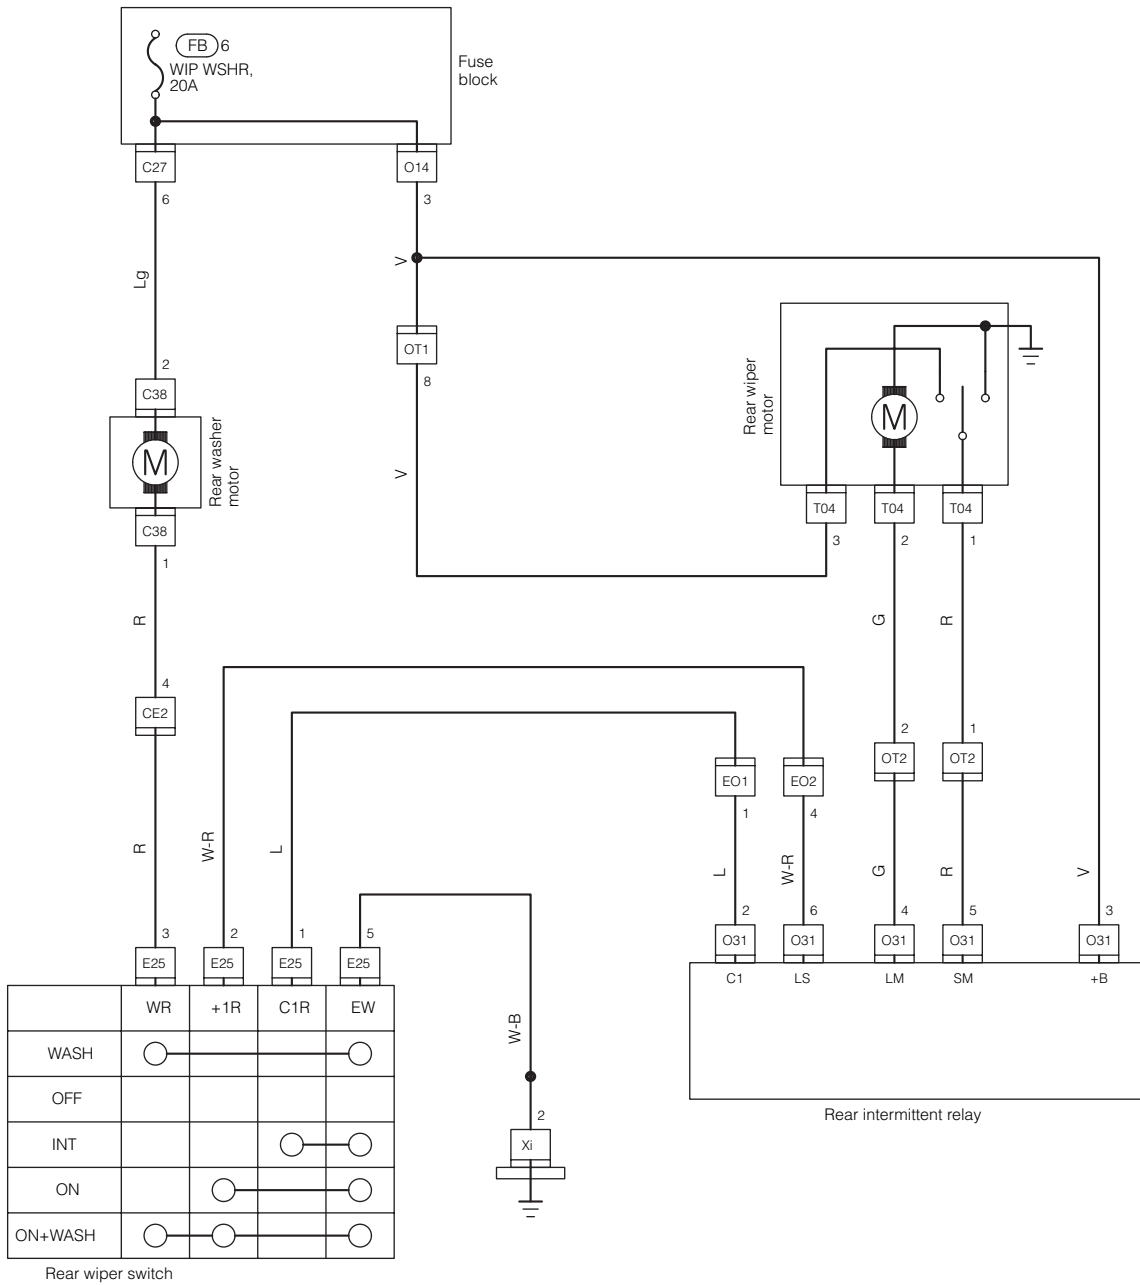 FB 6
WIP WSHR,
20A
Fuse
block
C27
O14
6
3
Lg
V
OT1
8
V
2
C38
M
Rear washer
motor
C38
1
R
4
CE2
R
Rear wiper
motor
M
T04
T04
T04
3
2
1
G
R
2
1
OT2
OT2
EO1
EO2
1
4
W-R
L
L
W-R
G
R
V
2
6
4
5
3
O31
O31
O31
O31
O31
C1
LS
LM
SM
+B
Rear intermittent relay
3
2
1
5
E25
E25
E25
E25
WR
+1R
C1R
EW
WASH
OFF
INT
ON
ON+WASH
Rear wiper switch
W-B
2
Xi